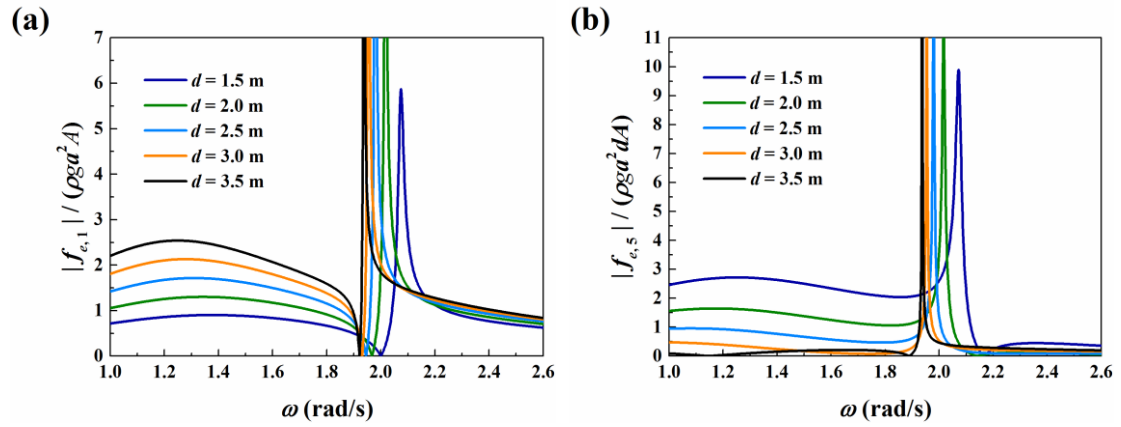 (a)
7
6
5
4
3
2
1
0
|f_{e,1}| / (ρga²A)
d = 1.5 m
d = 2.0 m
d = 2.5 m
d = 3.0 m
d = 3.5 m
1.0 1.2 1.4 1.6 1.8 2.0 2.2 2.4 2.6
ω (rad/s)
(b)
11
10
9
8
7
6
5
4
3
2
1
0
|f_{e,5}| / (ρga²dA)
d = 1.5 m
d = 2.0 m
d = 2.5 m
d = 3.0 m
d = 3.5 m
1.0 1.2 1.4 1.6 1.8 2.0 2.2 2.4 2.6
ω (rad/s)